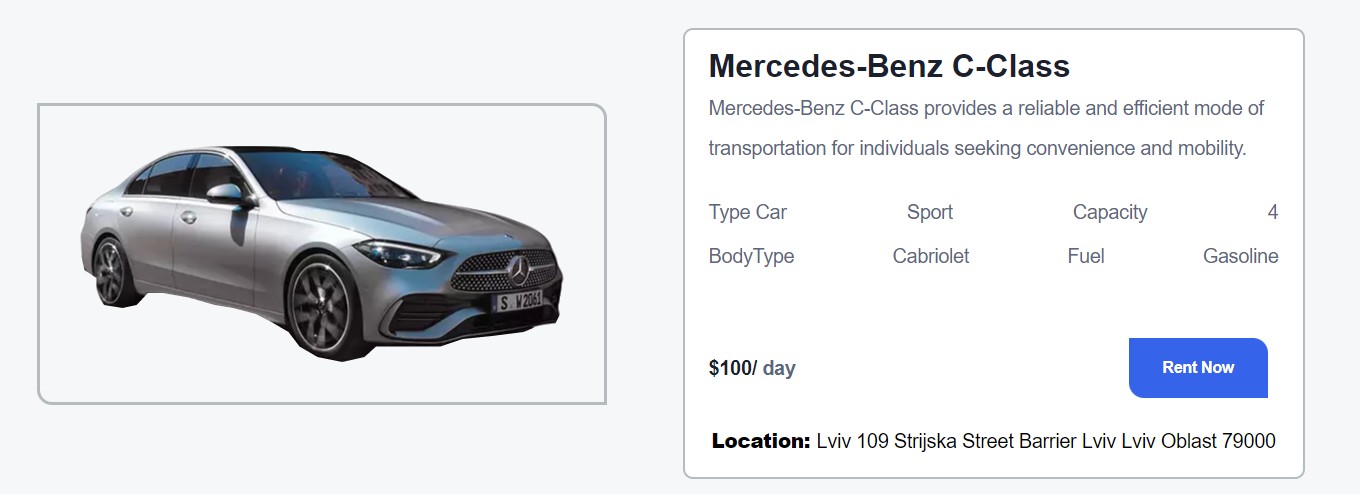 S W2061
Mercedes-Benz C-Class
Mercedes-Benz C-Class provides a reliable and efficient mode of
transportation for individuals seeking convenience and mobility.
Type Car Sport Capacity 4
BodyType Cabriolet Fuel Gasoline
$100/ day Rent Now
Location: Lviv 109 Strijska Street Barrier Lviv Lviv Oblast 79000